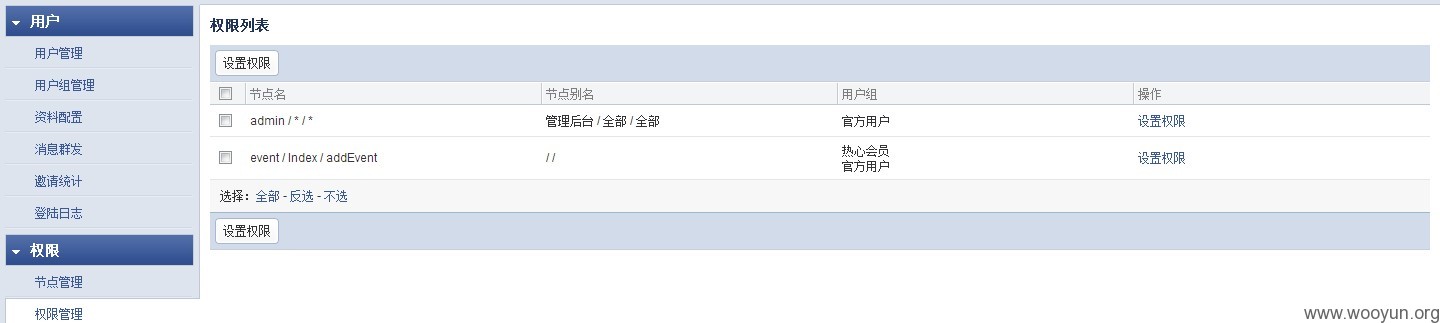 用户
用户管理
用户组管理
资料配置
消息群发
邀请统计
登陆日志
权限
节点管理
权限管理
权限列表
设置权限
节点名 节点别名 用户组 操作
admin / * / * 管理后台 / 全部 / 全部 官方用户 设置权限
event / Index / addEvent / / 热心会员 设置权限
官方用户
选择：全部 - 反选 - 不选
设置权限
www.wooyun.org